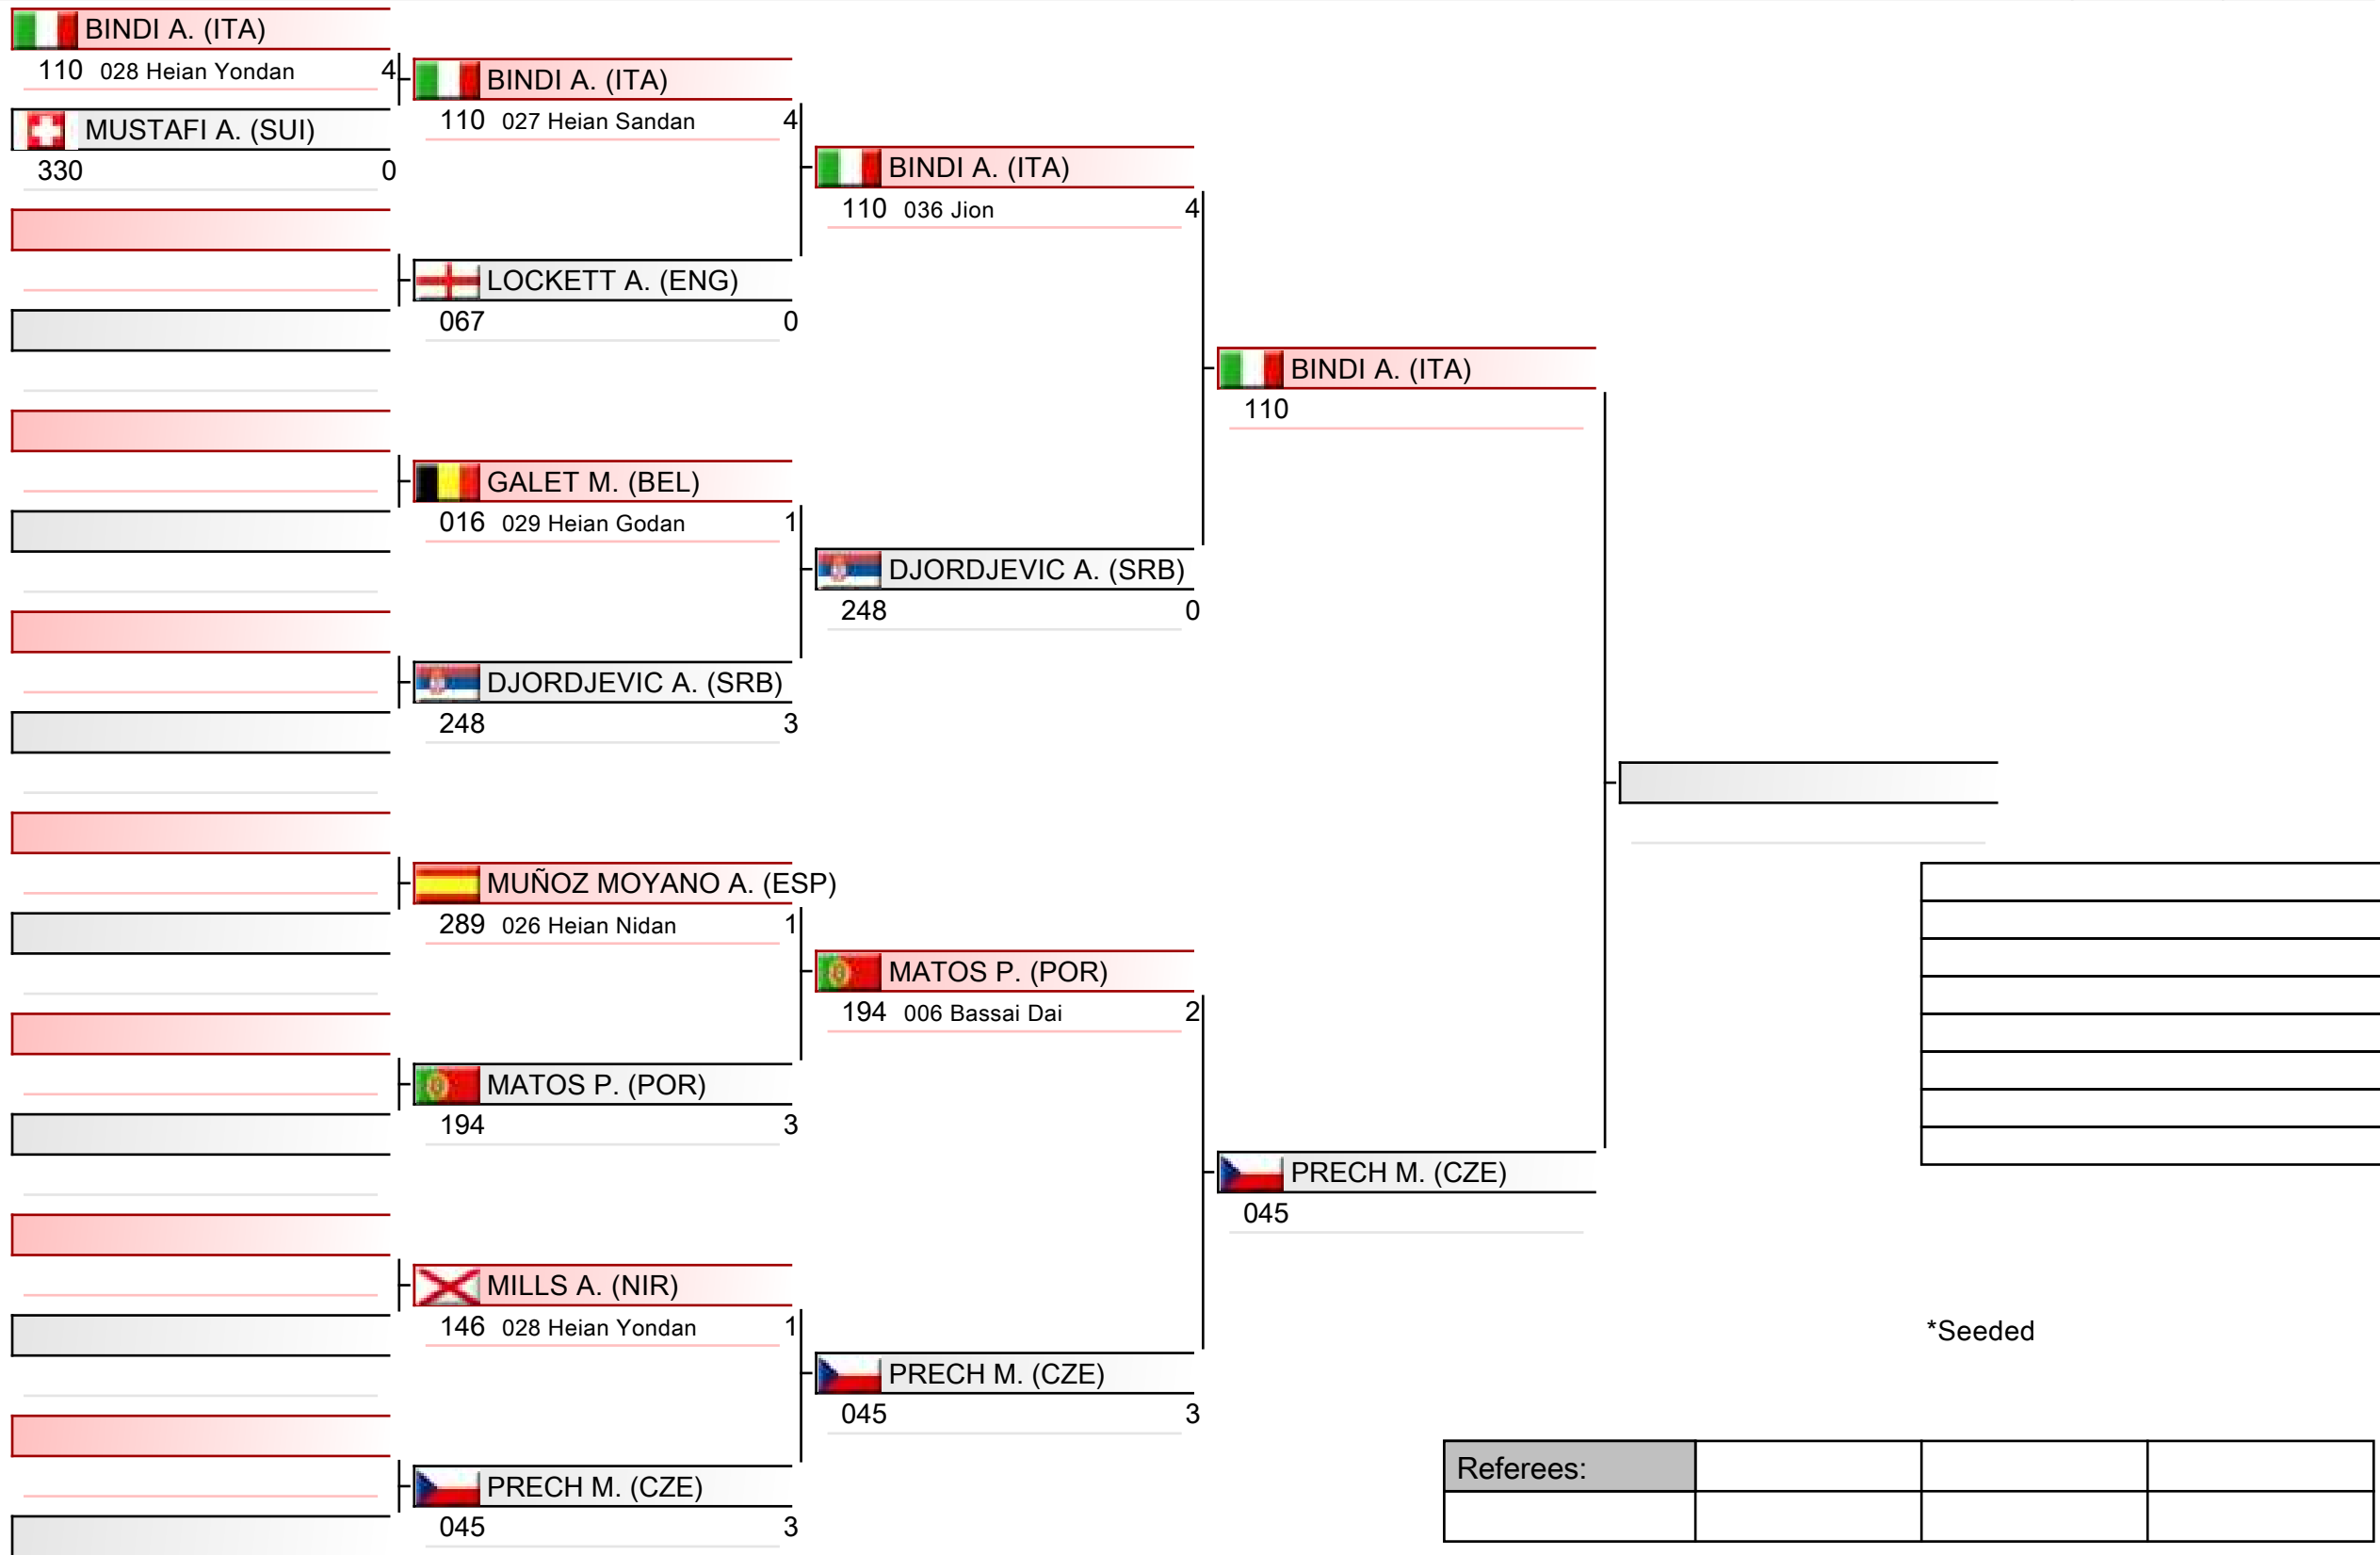 BINDI A. (ITA)
110 028 Heian Yondan 4
MUSTAFI A. (SUI)
330 0
BINDI A. (ITA)
110 027 Heian Sandan 4
LOCKETT A. (ENG)
067 0
GALET M. (BEL)
016 029 Heian Godan 1
DJORDJEVIC A. (SRB)
248 3
MUÑOZ MOYANO A. (ESP)
289 026 Heian Nidan 1
MATOS P. (POR)
194 3
MILLS A. (NIR)
146 028 Heian Yondan 1
PRECH M. (CZE)
045 3
BINDI A. (ITA)
110 036 Jion 4
DJORDJEVIC A. (SRB)
248 0
MATOS P. (POR)
194 006 Bassai Dai 2
PRECH M. (CZE)
045 3
BINDI A. (ITA)
110
PRECH M. (CZE)
045
*Seeded
Referees: